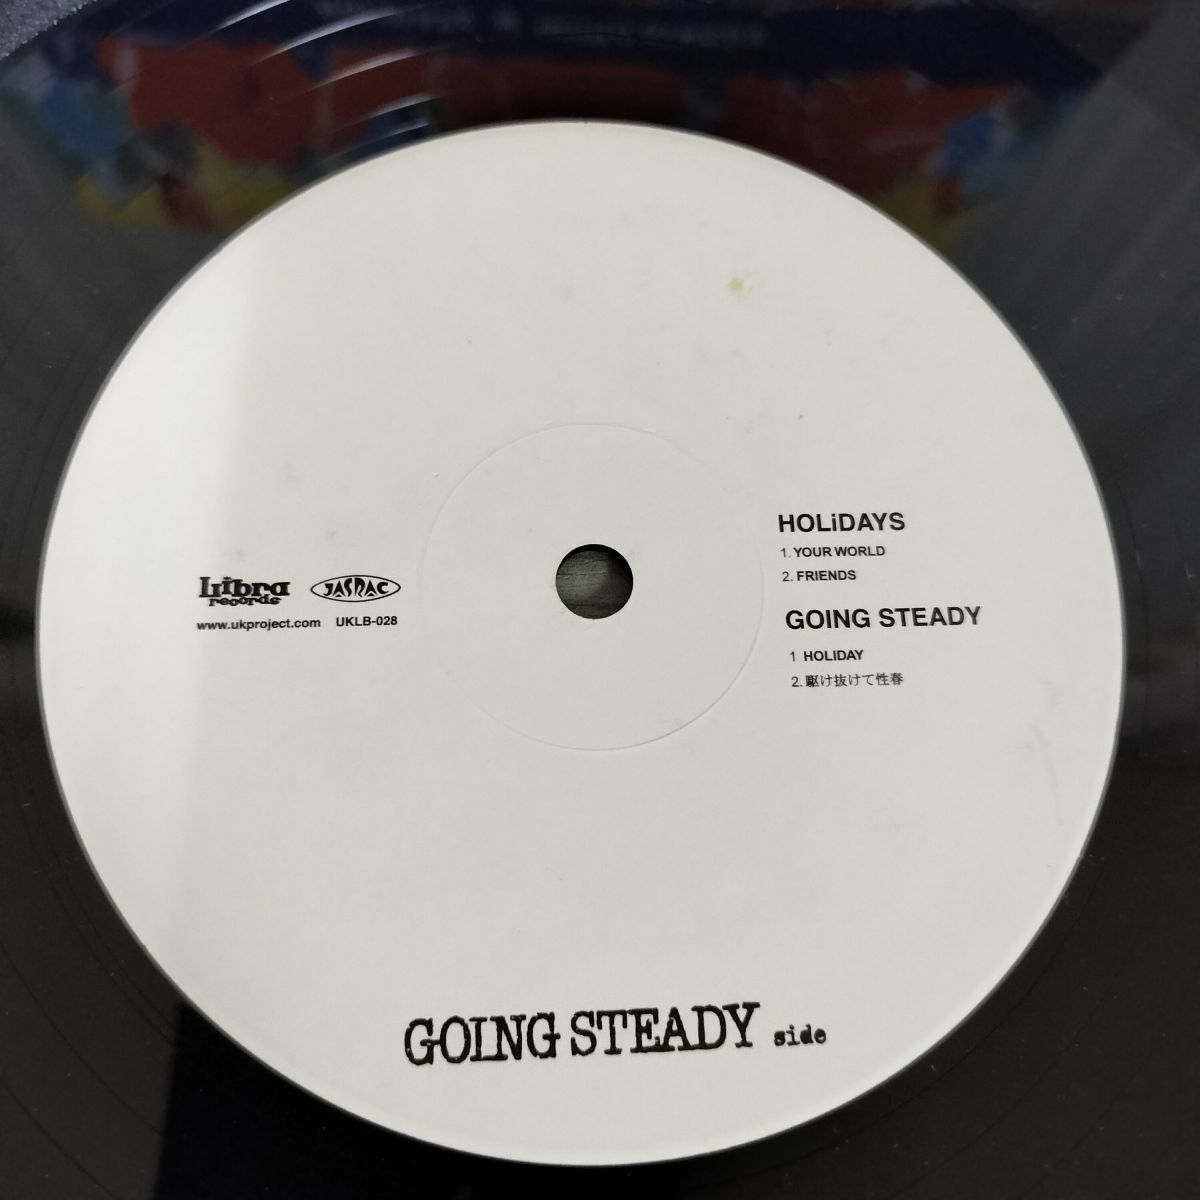 HOLiDAYS
1. YOUR WORLD
2. FRIENDS
GOING STEADY
1 HOLIDAY
2. 駆け抜けて性春
Libra
records
JASRAC
www.ukproject.com UKLB-028
GOING STEADY side